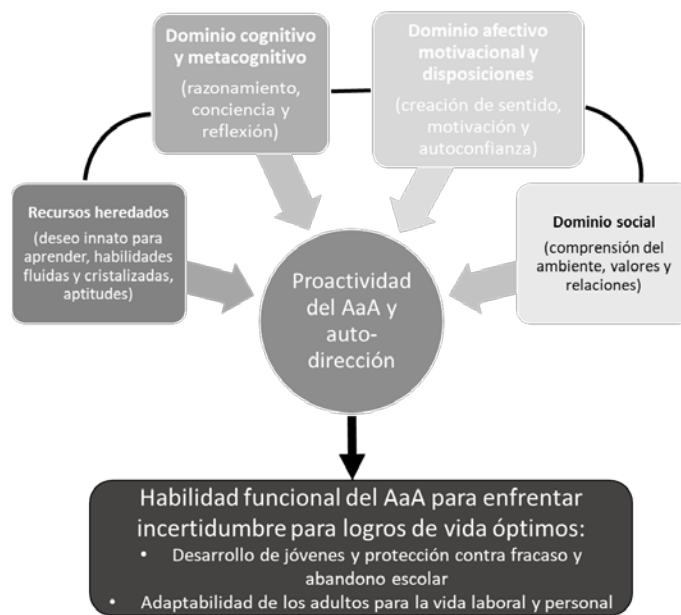 Dominio cognitivo
y metacognitivo
(razonamiento,
conciencia y
reflexión)
Dominio afectivo
motivacional y
disposiciones
(creación de sentido,
motivación y
autoconfianza)
Recursos heredados
(deseo innato para
aprender, habilidades
fluidas y cristalizadas,
aptitudes)
Dominio social
(comprensión del
ambiente, valores y
relaciones)
Proactividad
del AaA y
auto-
dirección
Habilidad funcional del AaA para enfrentar
incertidumbre para logros de vida óptimos:
• Desarrollo de jóvenes y protección contra fracaso y
abandono escolar
• Adaptabilidad de los adultos para la vida laboral y personal